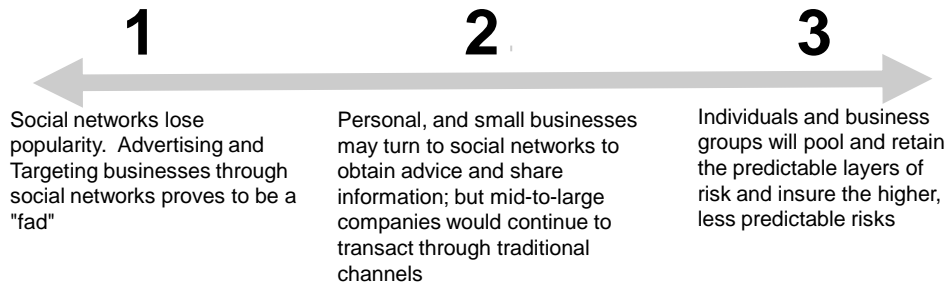 1
2
3
Social networks lose
popularity.  Advertising and
Targeting businesses through
social networks proves to be a
"fad"
Personal, and small businesses
may turn to social networks to
obtain advice and share
information; but mid-to-large
companies would continue to
transact through traditional
channels
Individuals and business
groups will pool and retain
the predictable layers of
risk and insure the higher,
less predictable risks